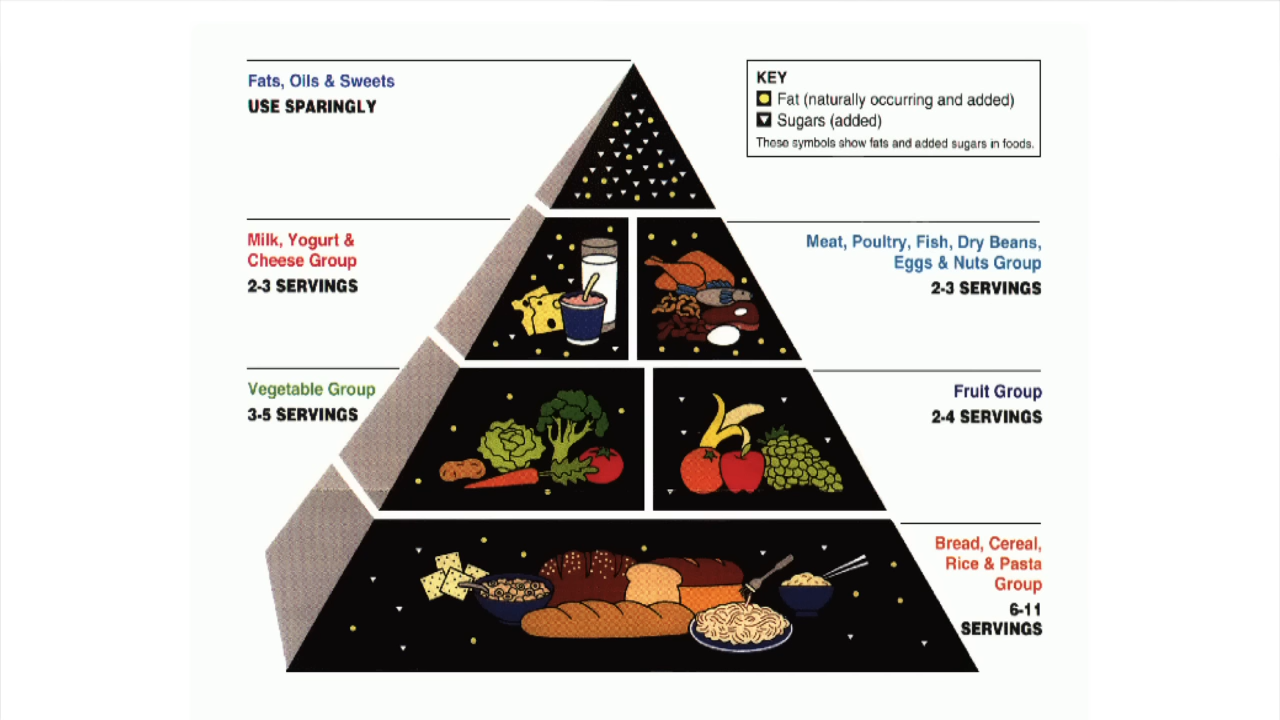 Fats, Oils & Sweets
USE SPARINGLY
KEY
Fat (naturally occurring and added)
Sugars (added)
These symbols show fats and added sugars in foods.
Milk, Yogurt &
Cheese Group
2-3 SERVINGS
Meat, Poultry, Fish, Dry Beans,
Eggs & Nuts Group
2-3 SERVINGS
Vegetable Group
3-5 SERVINGS
Fruit Group
2-4 SERVINGS
Bread, Cereal,
Rice & Pasta
Group
6-11
SERVINGS